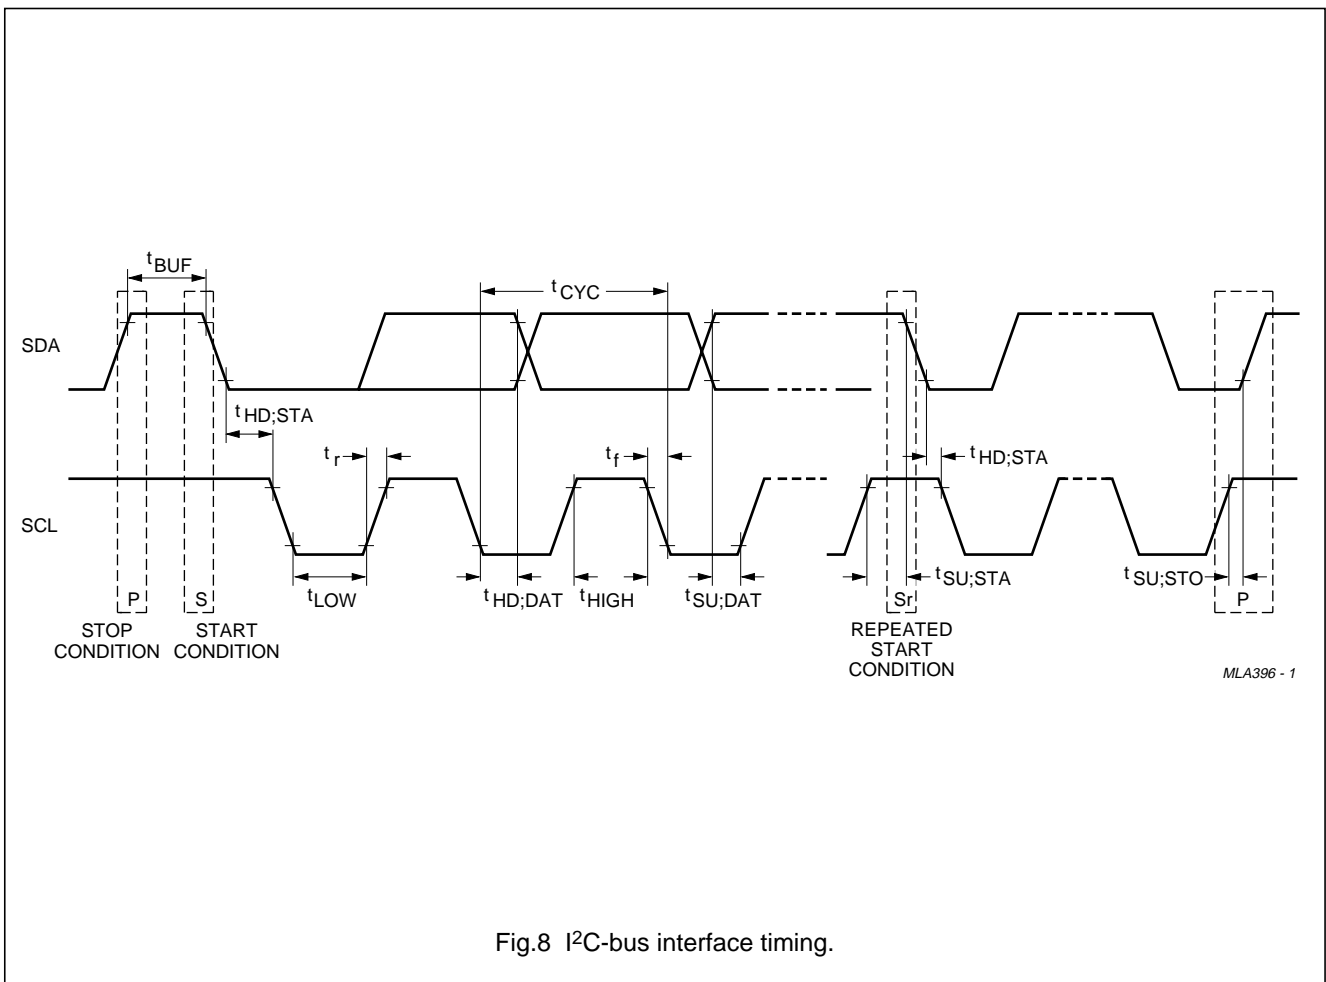 tBUF
tCYC
SDA
tHD;STA
tr
tf
tHD;STA
SCL
tLOW
tHD;DAT
tHIGH
tSU;DAT
tSU;STA
tSU;STO
P
S
Sr
P
STOP
CONDITION
START
CONDITION
REPEATED
START
CONDITION
MLA396 - 1
Fig.8 I²C-bus interface timing.